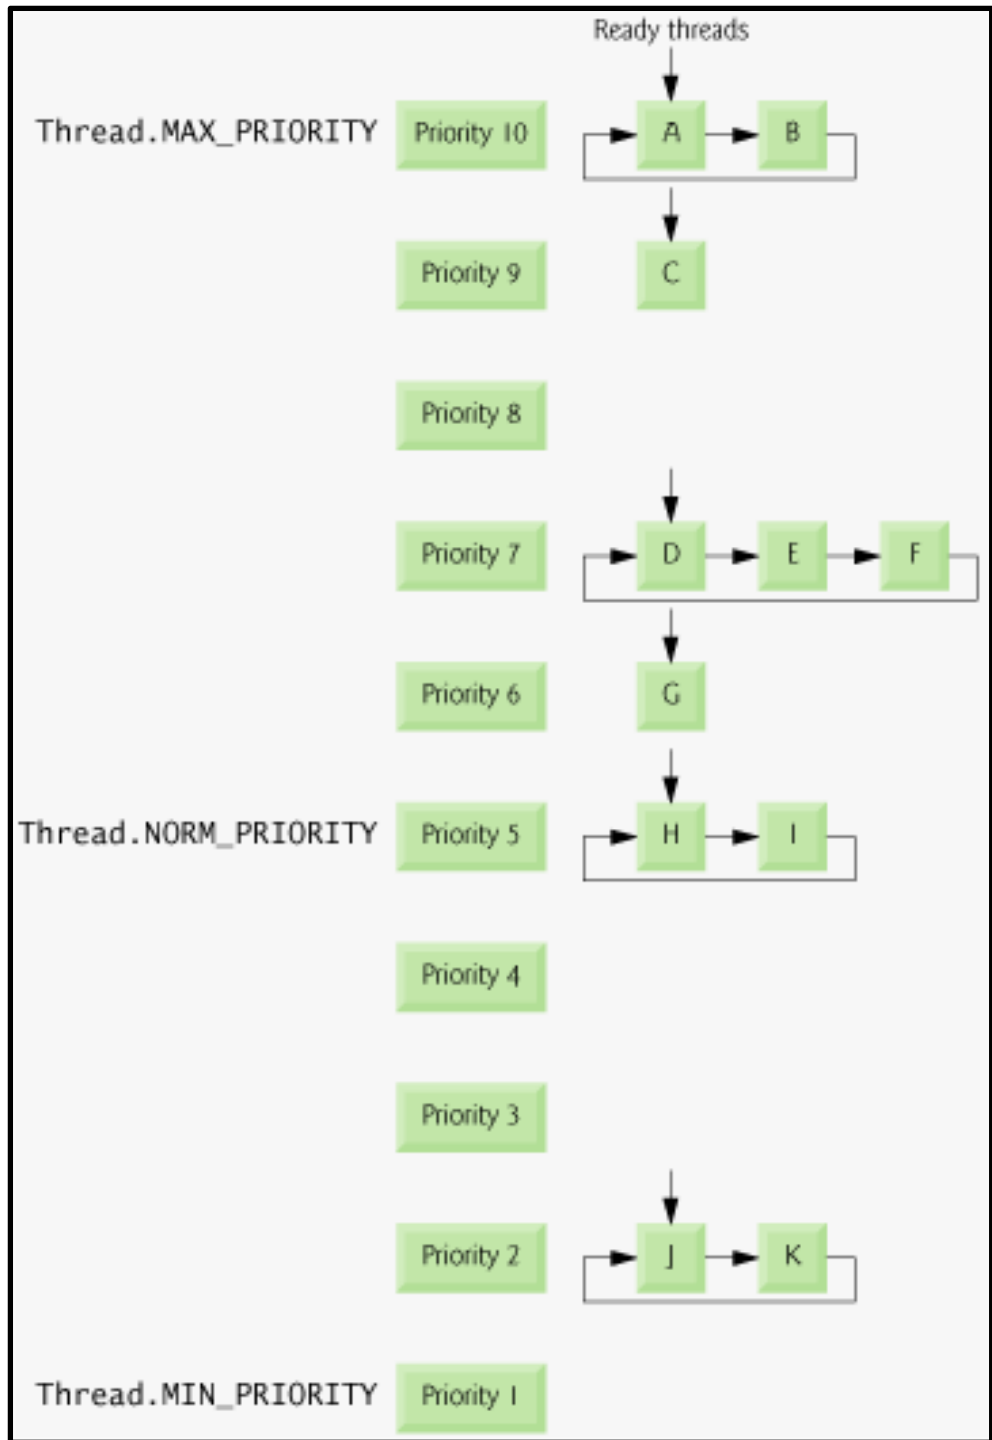 Ready threads
Thread.MAX_PRIORITY Priority 10 A B
Priority 9 C
Priority 8
Priority 7 D E F
Priority 6 G
Thread.NORM_PRIORITY Priority 5 H I
Priority 4
Priority 3
Priority 2 J K
Thread.MIN_PRIORITY Priority 1